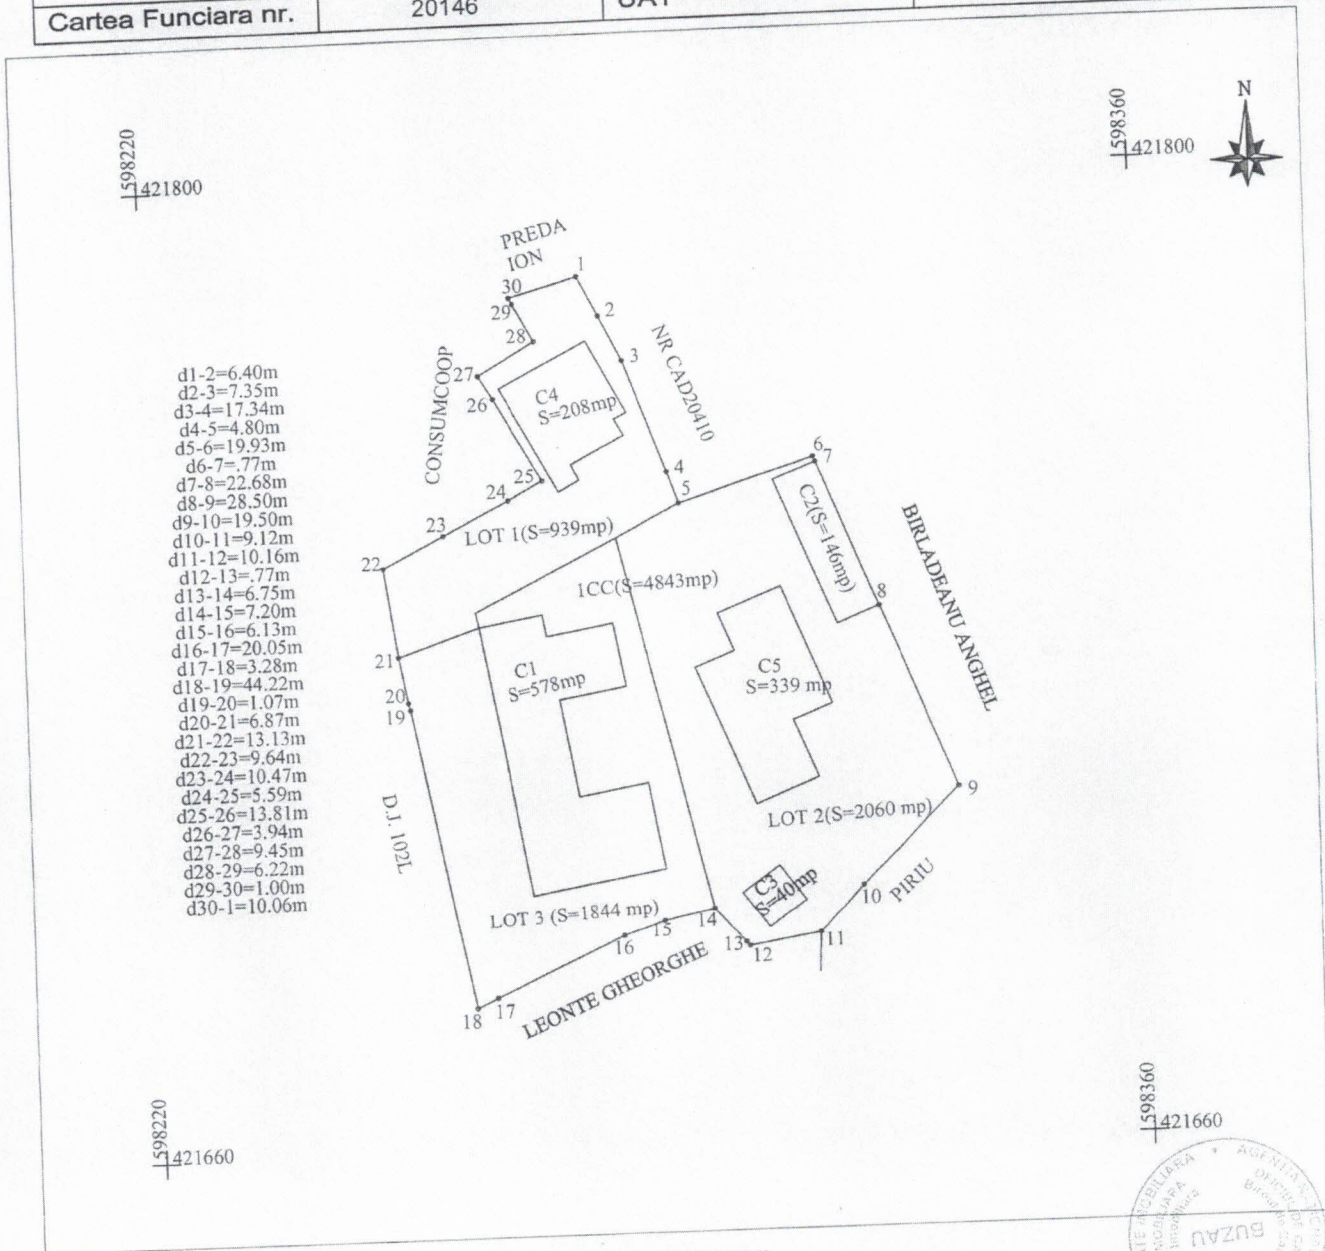 Cartea Funciara nr.
20146
598220
421800
598360
421800
N
PREDA
ION
1
30
29
2
28
3
NR CAD20410
CONSUMCOOP
27
26
C4
S=208mp
d1-2=6.40m
d2-3=7.35m
d3-4=17.34m
d4-5=4.80m
d5-6=19.93m
d6-7=.77m
d7-8=22.68m
d8-9=28.50m
d9-10=19.50m
d10-11=9.12m
d11-12=10.16m
d12-13=.77m
d13-14=6.75m
d14-15=7.20m
d15-16=6.13m
d16-17=20.05m
d17-18=3.28m
d18-19=44.22m
d19-20=1.07m
d20-21=6.87m
d21-22=13.13m
d22-23=9.64m
d23-24=10.47m
d24-25=5.59m
d25-26=13.81m
d26-27=3.94m
d27-28=9.45m
d28-29=6.22m
d29-30=1.00m
d30-1=10.06m
6
7
4
25
5
24
C2(S=146mp)
23
LOT 1(S=939mp)
BIRLADEANU ANGHEL
22
1CC(S=4843mp)
8
21
C1
S=578mp
C5
S=339 mp
20
19
D.J. 102L
9
LOT 2(S=2060 mp)
C3
S=40mp
10
PIRIU
LOT 3 (S=1844 mp)
15
14
16
13
12
11
LEONTE GHEORGHE
17
18
598220
421660
598360
421660
BUZAU